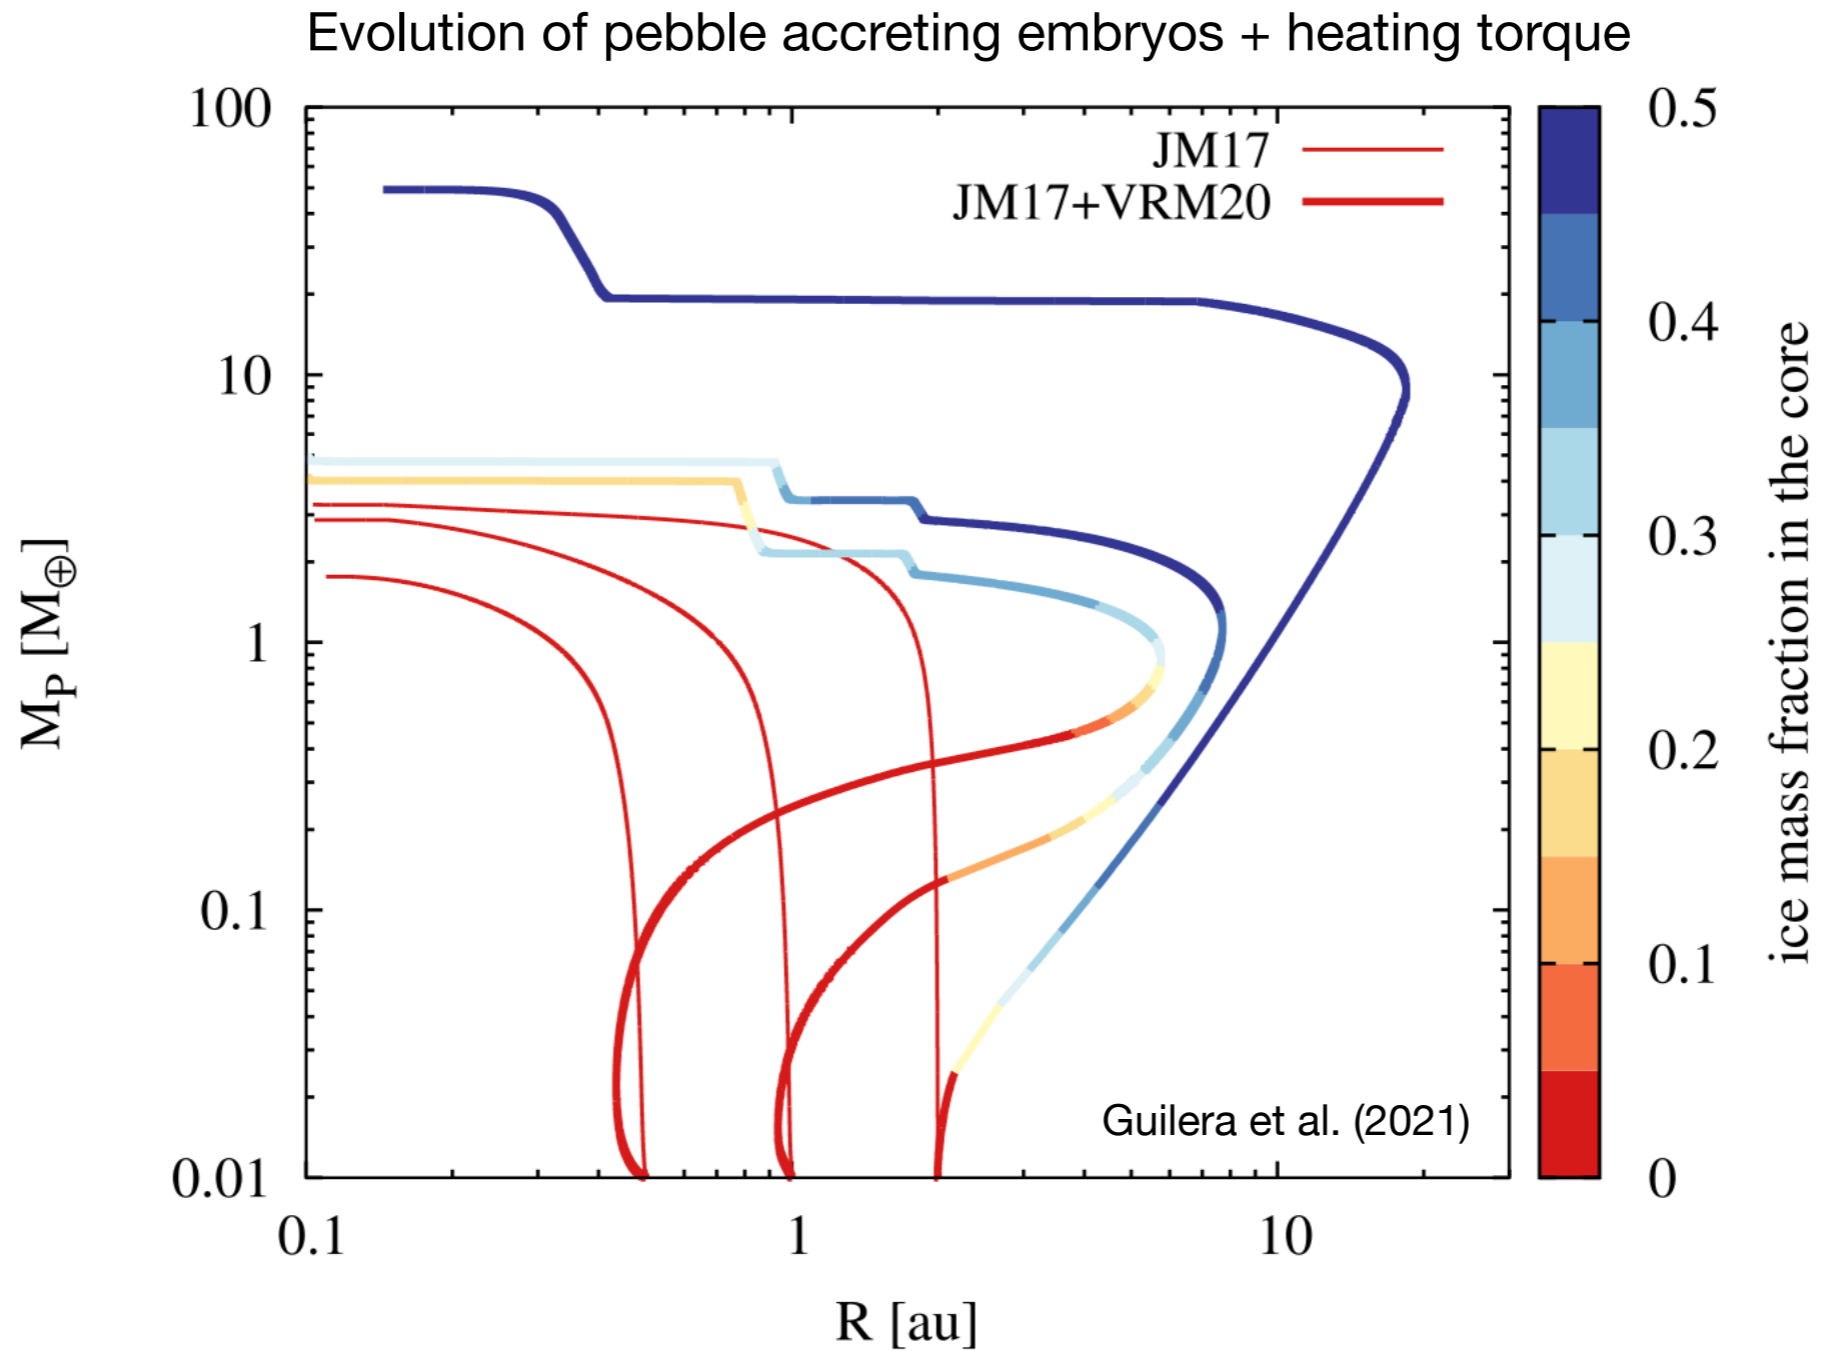 Evolution of pebble accreting embryos + heating torque
JM17
JM17+VRM20
100
10
1
0.1
0.01
M_P [M_⊕]
0.1
1
10
R [au]
Guilera et al. (2021)
0.5
0.4
0.3
0.2
0.1
0
ice mass fraction in the core